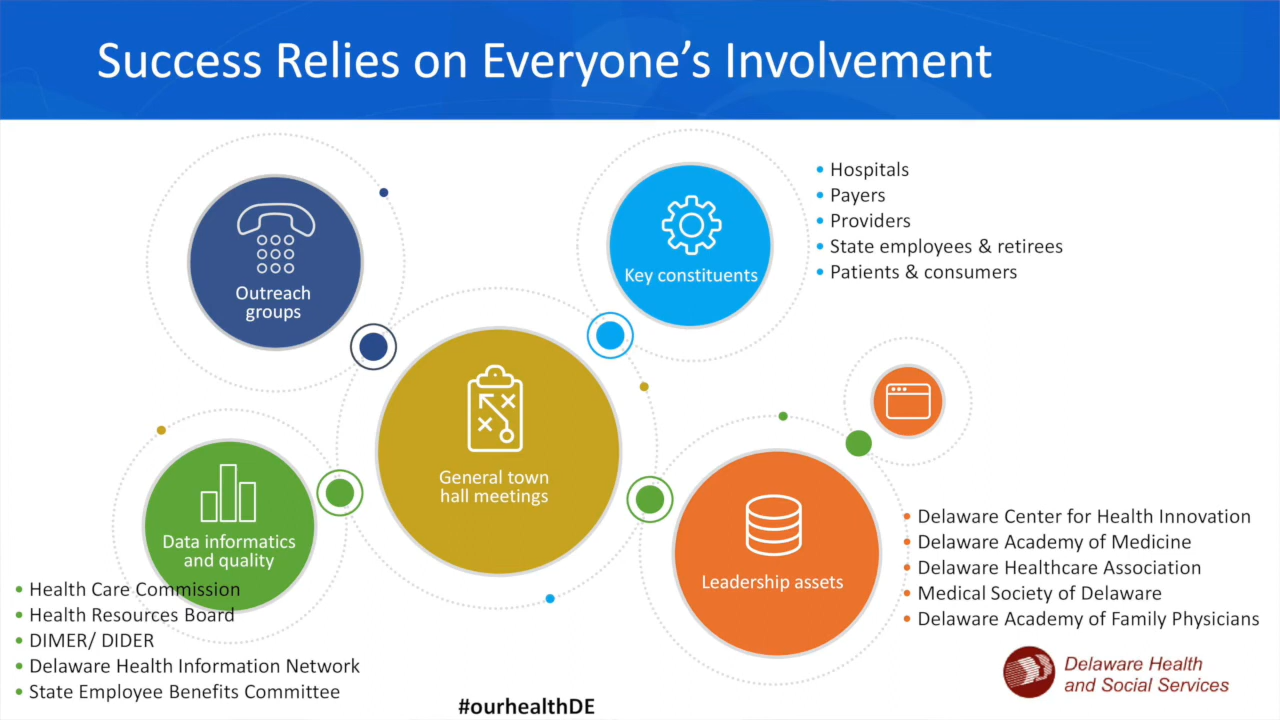 Success Relies on Everyone's Involvement
Outreach
groups
Key constituents
• Hospitals
• Payers
• Providers
• State employees & retirees
• Patients & consumers
General town
hall meetings
Data informatics
and quality
• Health Care Commission
• Health Resources Board
• DIMER/ DIDER
• Delaware Health Information Network
• State Employee Benefits Committee
Leadership assets
• Delaware Center for Health Innovation
• Delaware Academy of Medicine
• Delaware Healthcare Association
• Medical Society of Delaware
• Delaware Academy of Family Physicians
Delaware Health
and Social Services
#ourhealthDE